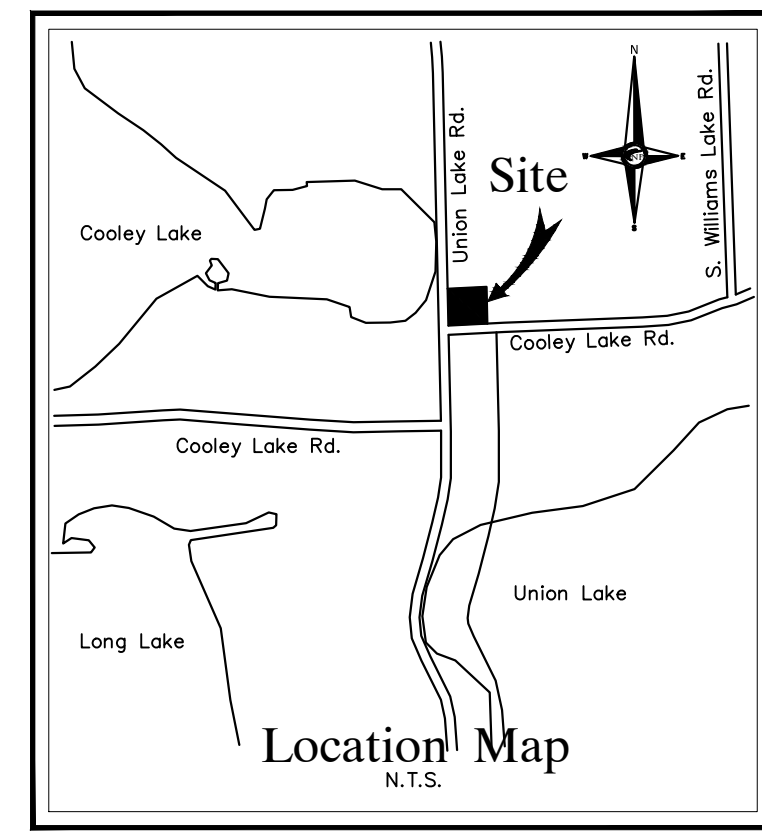 N
S. Williams Lake Rd.
Union Lake Rd.
W
E
Site
S
Cooley Lake
Cooley Lake Rd.
Cooley Lake Rd.
Union Lake
Long Lake
Location Map
N.T.S.